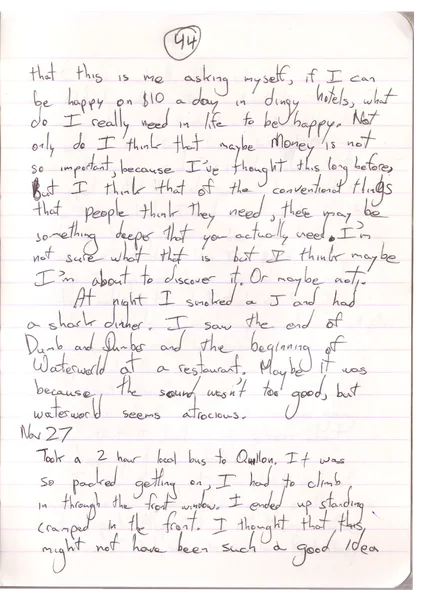 44
that this is me asking myself, if I can
be happy on $10 a day in dingy hotels, what
do I really need in life to be happy. Not
only do I think that maybe Money is not
so important, because I've thought this long before,
But I think that of the conventional things
that people think they need, there may be
something deeper that you actually need. I'm
not sure what that is but I think maybe
I'm about to discover it. Or maybe not.
At night I smoked a J and had
a shark dinner. I saw the end of
Dumb and Dumber and the beginning of
Waterworld at a restaurant. Maybe it was
because the sound wasn't too good, but
waterworld seems atrocious.
Nov 27
Took a 2 hour local bus to Quillon. It was
so packed getting on, I had to climb
in through the front window. I ended up standing
cramped in the front. I thought that this
might not have been such a good idea